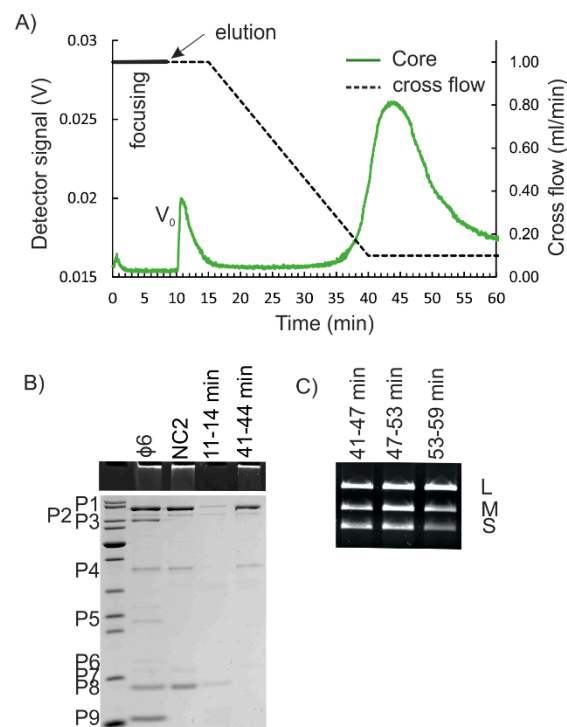 A)
elution
0.03
0.025
0.02
0.015
Detector signal (V)
focusing
V0
Core
cross flow
1.00
0.80
0.60
0.40
0.20
0.00
Cross flow (ml/min)
0 5 10 15 20 25 30 35 40 45 50 55 60
Time (min)
B)
ϕ6
NC2
11-14 min
41-44 min
P1
P2
P3
P4
P5
P6
P7
P8
P9
C)
41-47 min
47-53 min
53-59 min
L
M
S